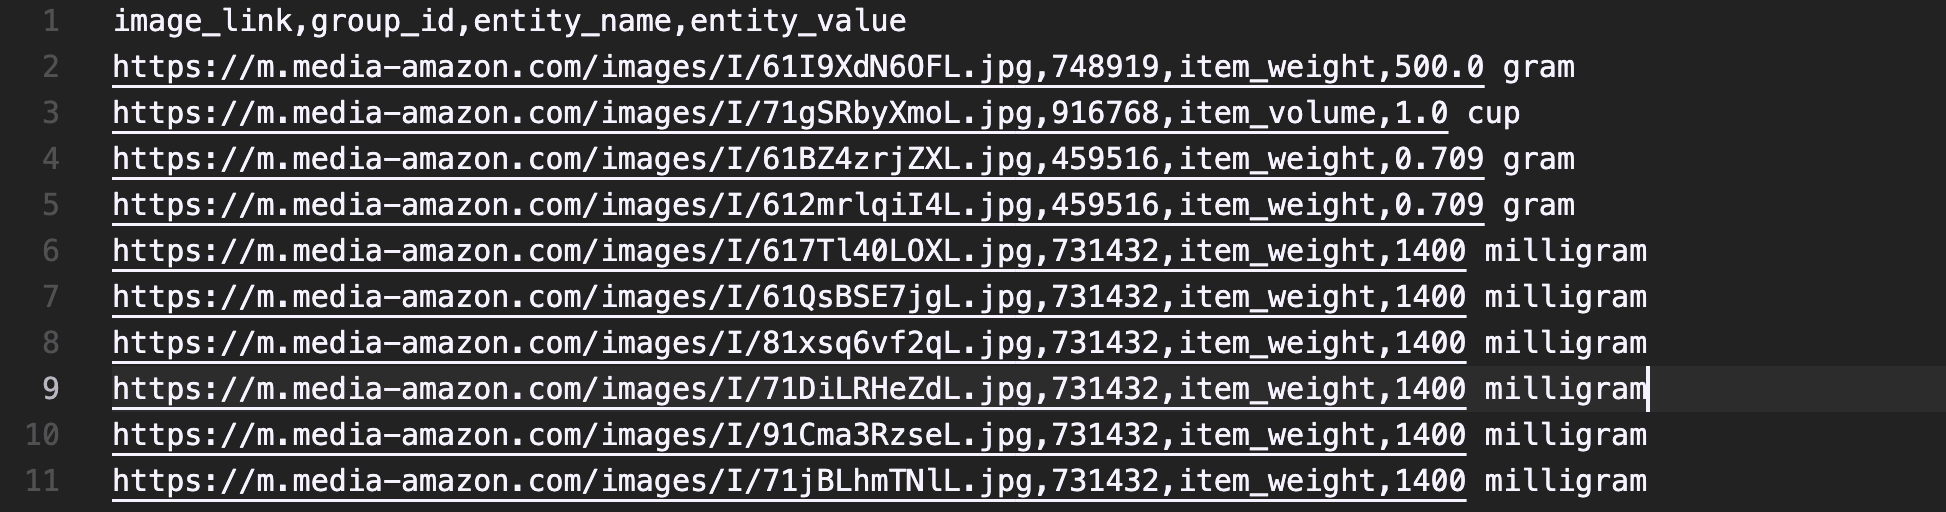 1 image_link,group_id,entity_name,entity_value
2 https://m.media-amazon.com/images/I/61I9XdN6OFL.jpg,748919,item_weight,500.0 gram
3 https://m.media-amazon.com/images/I/71gSRbyXmoL.jpg,916768,item_volume,1.0 cup
4 https://m.media-amazon.com/images/I/61BZ4zrjZXL.jpg,459516,item_weight,0.709 gram
5 https://m.media-amazon.com/images/I/612mrlqiI4L.jpg,459516,item_weight,0.709 gram
6 https://m.media-amazon.com/images/I/617Tl40LOXL.jpg,731432,item_weight,1400 milligram
7 https://m.media-amazon.com/images/I/61QsBSE7jgL.jpg,731432,item_weight,1400 milligram
8 https://m.media-amazon.com/images/I/81xsq6vf2qL.jpg,731432,item_weight,1400 milligram
9 https://m.media-amazon.com/images/I/71DiLRHeZdL.jpg,731432,item_weight,1400 milligram
10 https://m.media-amazon.com/images/I/91Cma3RzseL.jpg,731432,item_weight,1400 milligram
11 https://m.media-amazon.com/images/I/71jBLhmTNlL.jpg,731432,item_weight,1400 milligram